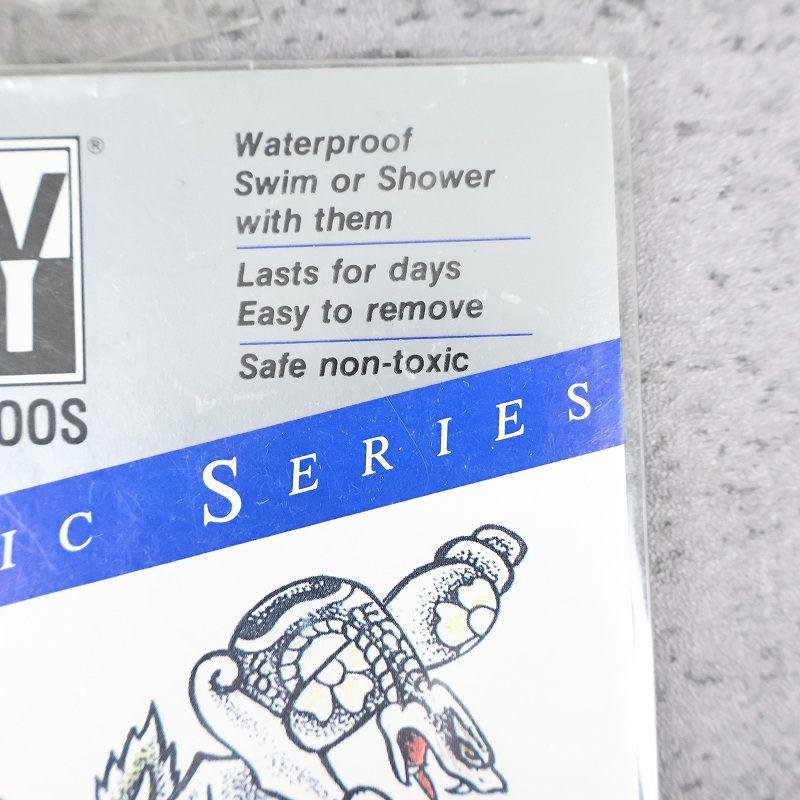 ®
Waterproof
Swim or Shower
with them
Lasts for days
Easy to remove
Safe non-toxic
SERIES